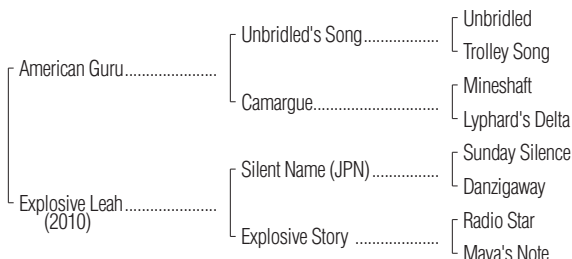 Unbridled
Unbridled's Song..................
Trolley Song
American Guru......................
Mineshaft
Camargue..............................
Lyphard's Delta
Sunday Silence
Silent Name (JPN)................
Danzigaway
Explosive Leah......................
(2010)
Radio Star
Explosive Story ....................
Maya's Note